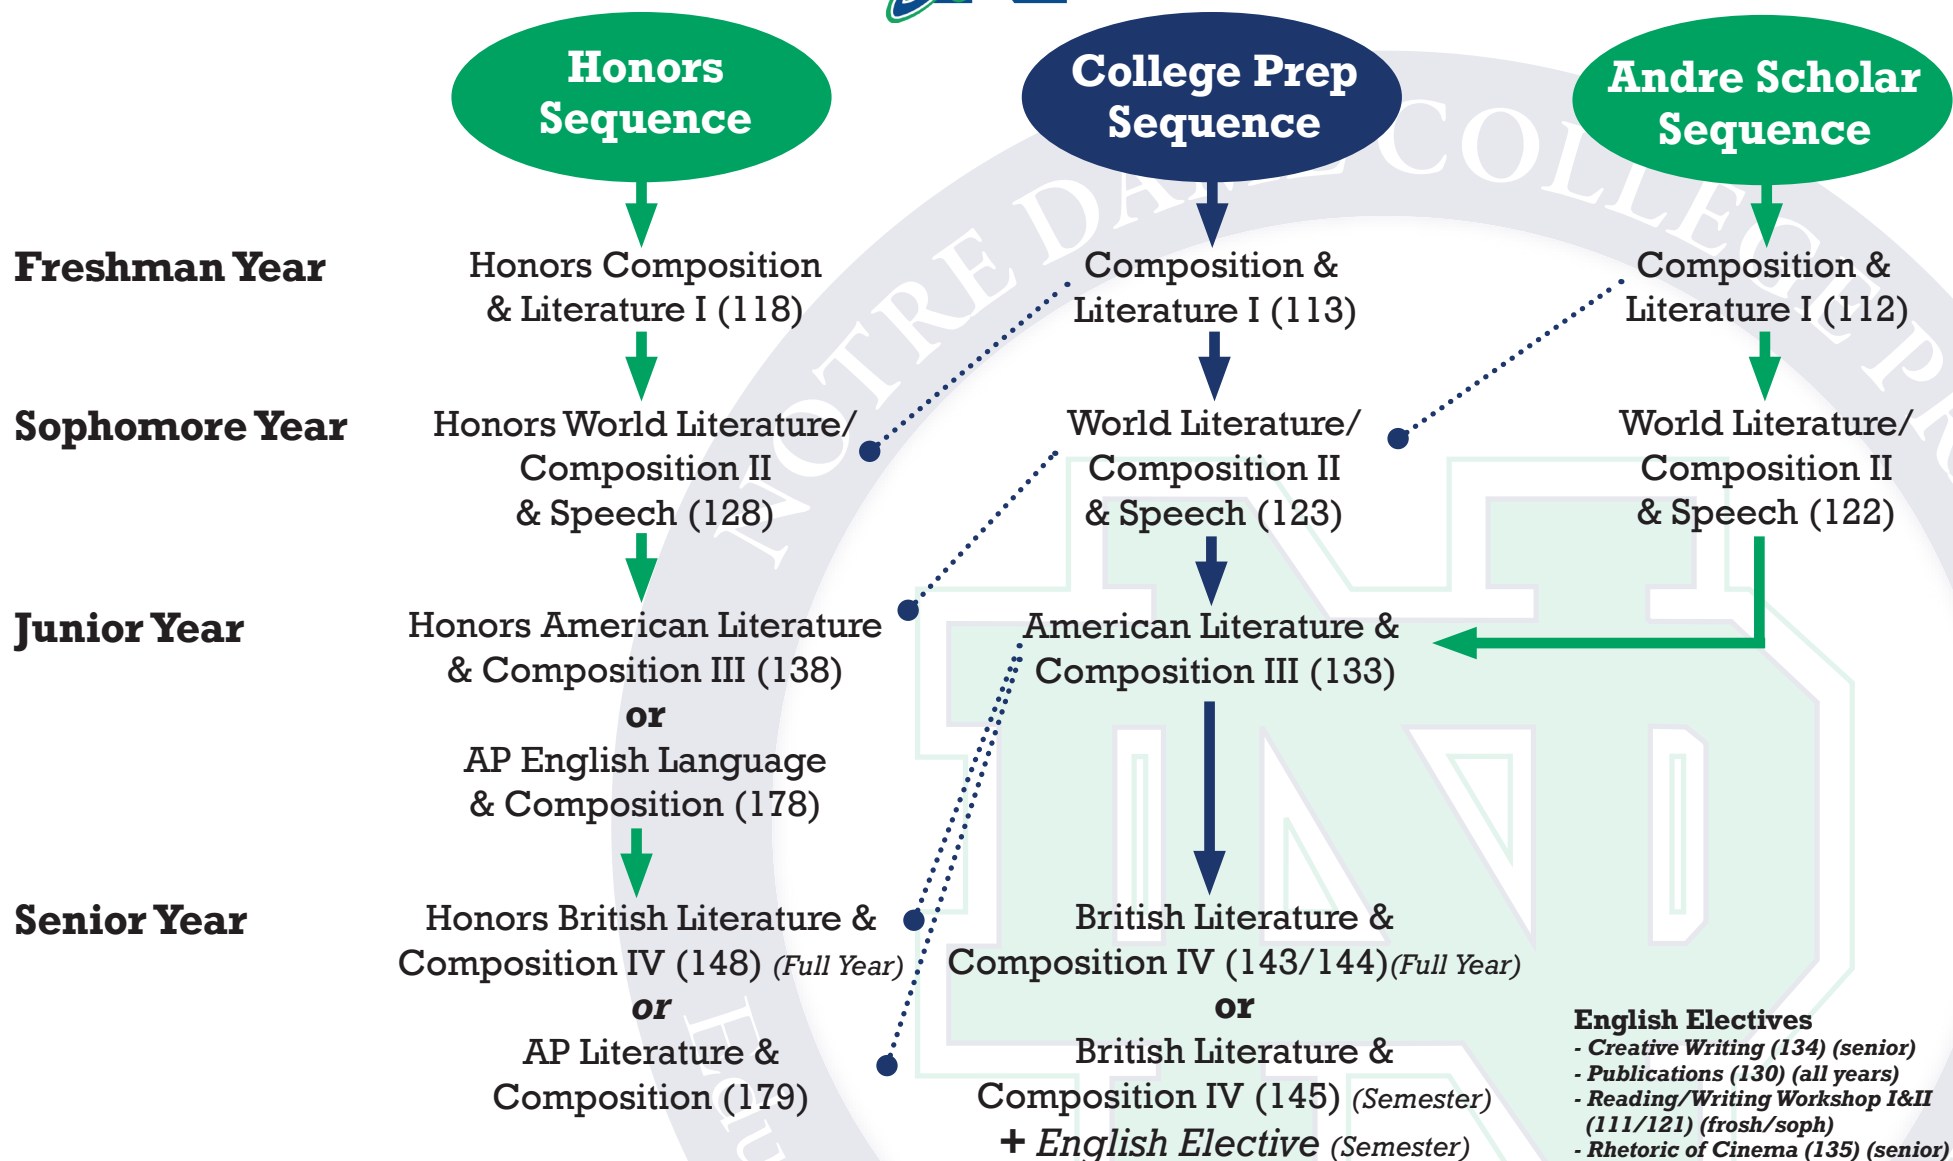 Honors
Sequence
College Prep
Sequence
Andre Scholar
Sequence
Freshman Year
Honors Composition
& Literature I (118)
Composition &
Literature I (113)
Composition &
Literature I (112)
Sophomore Year
Honors World Literature/
Composition II
& Speech (128)
World Literature/
Composition II
& Speech (123)
World Literature/
Composition II
& Speech (122)
Junior Year
Honors American Literature
& Composition III (138)
or
AP English Language
& Composition (178)
American Literature &
Composition III (133)
Senior Year
Honors British Literature &
Composition IV (148) (Full Year)
or
AP Literature &
Composition (179)
British Literature &
Composition IV (143/144)(Full Year)
or
British Literature &
Composition IV (145) (Semester)
+ English Elective (Semester)
English Electives
- Creative Writing (134) (senior)
- Publications (130) (all years)
- Reading/Writing Workshop I&II
(111/121) (frosh/soph)
- Rhetoric of Cinema (135) (senior)
NOTRE DAME COLLEGE